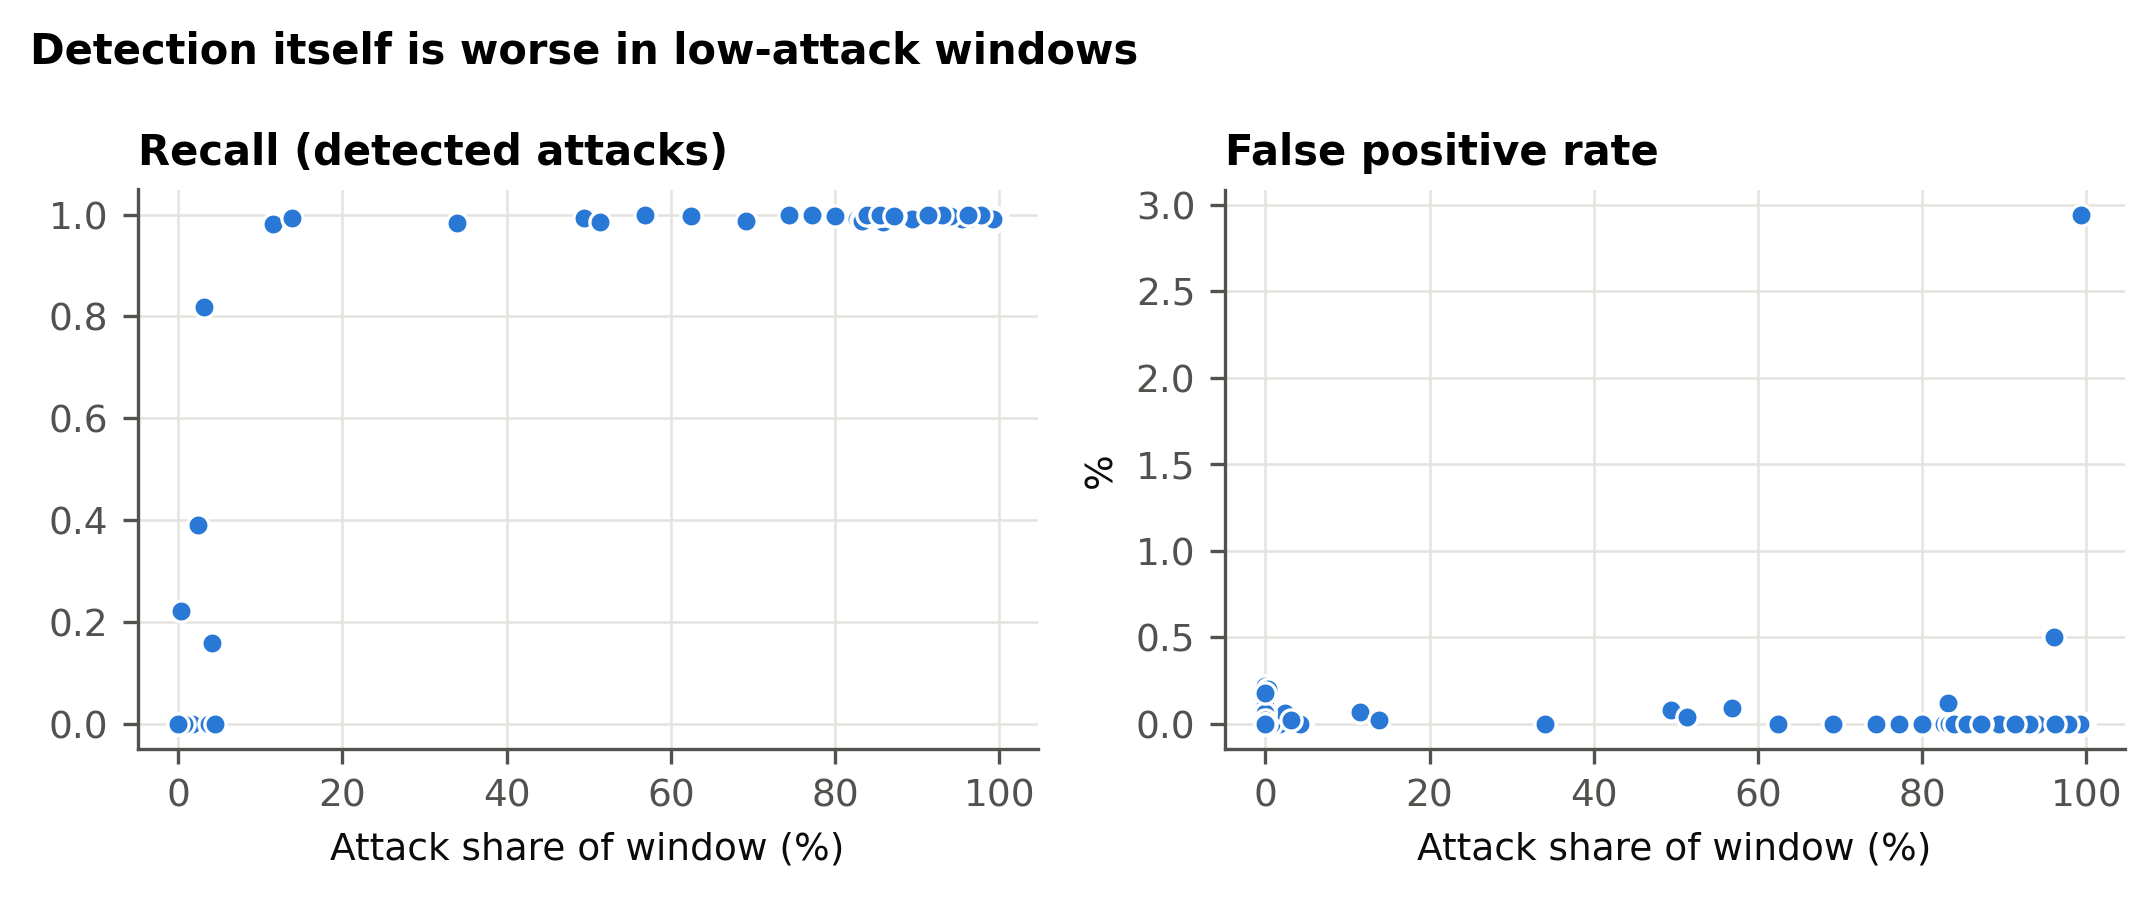 Detection itself is worse in low-attack windows
Recall (detected attacks)
1.0
0.8
0.6
0.4
0.2
0.0
0 20 40 60 80 100
Attack share of window (%)
False positive rate
%
3.0
2.5
2.0
1.5
1.0
0.5
0.0
0 20 40 60 80 100
Attack share of window (%)